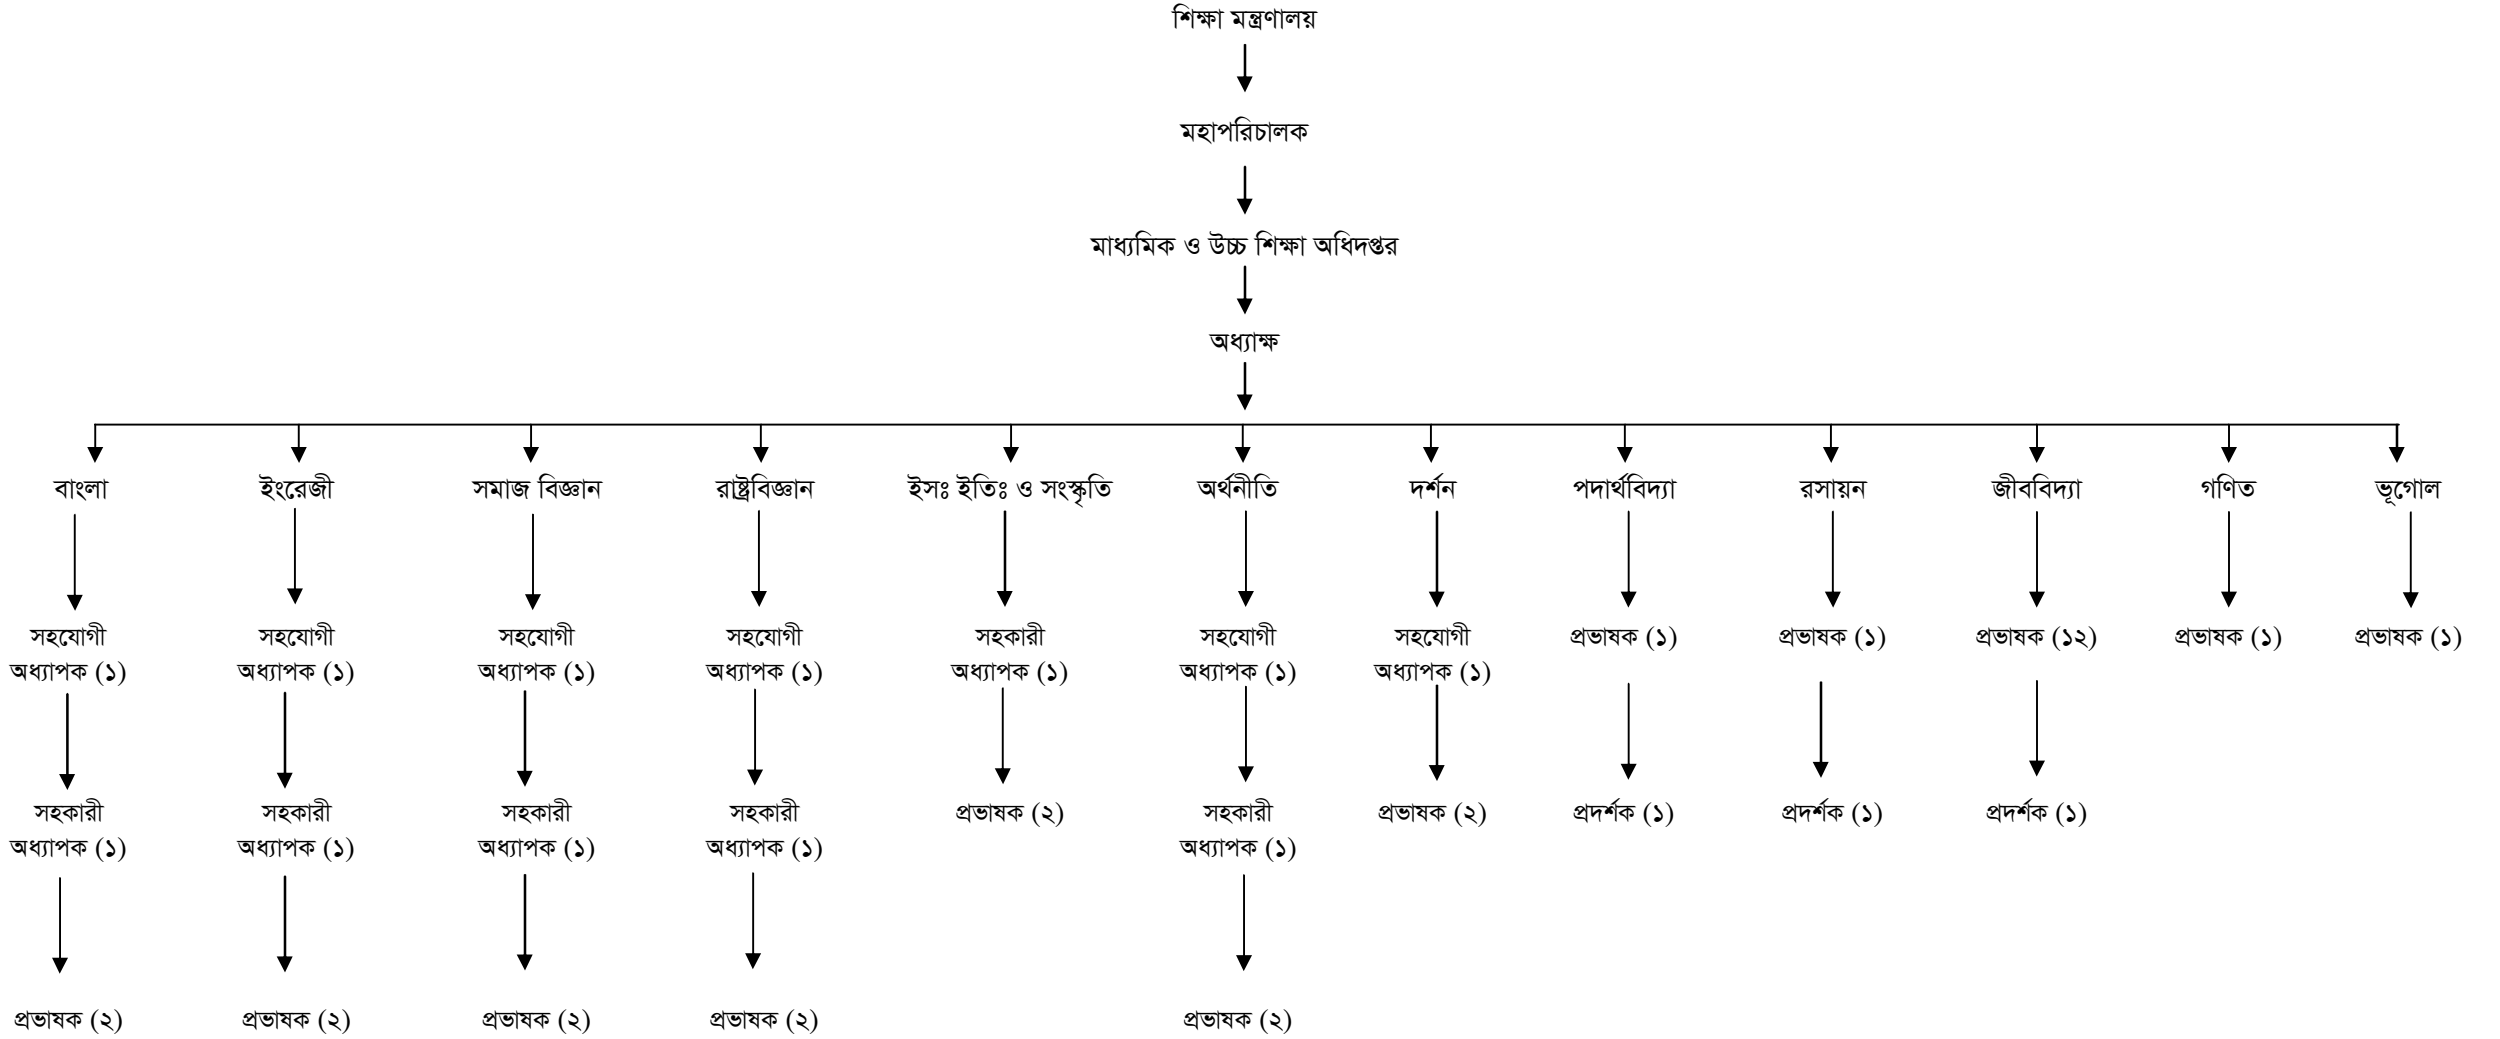 শিক্ষা মন্ত্রণালয়
মহাপরিচালক
মাধ্যমিক ও উচ্চ শিক্ষা অধিদপ্তর
অধ্যাক্ষ
বাংলা ইংরেজী সমাজ বিজ্ঞান রাষ্ট্রবিজ্ঞান ইসঃ ইতিঃ ও সংস্কৃতি অর্থনীতি দর্শন পদার্থবিদ্যা রসায়ন জীববিদ্যা গণিত ভূগোল
সহযোগী সহযোগী সহযোগী সহযোগী সহকারী সহযোগী সহযোগী প্রভাষক (১) প্রভাষক (১) প্রভাষক (১২) প্রভাষক (১) প্রভাষক (১)
অধ্যাপক (১) অধ্যাপক (১) অধ্যাপক (১) অধ্যাপক (১) অধ্যাপক (১) অধ্যাপক (১) অধ্যাপক (১)
সহকারী সহকারী সহকারী সহকারী প্রভাষক (২) সহকারী প্রভাষক (২) প্রদর্শক (১) প্রদর্শক (১) প্রদর্শক (১)
অধ্যাপক (১) অধ্যাপক (১) অধ্যাপক (১) অধ্যাপক (১) অধ্যাপক (১)
প্রভাষক (২) প্রভাষক (২) প্রভাষক (২) প্রভাষক (২) প্রভাষক (২)